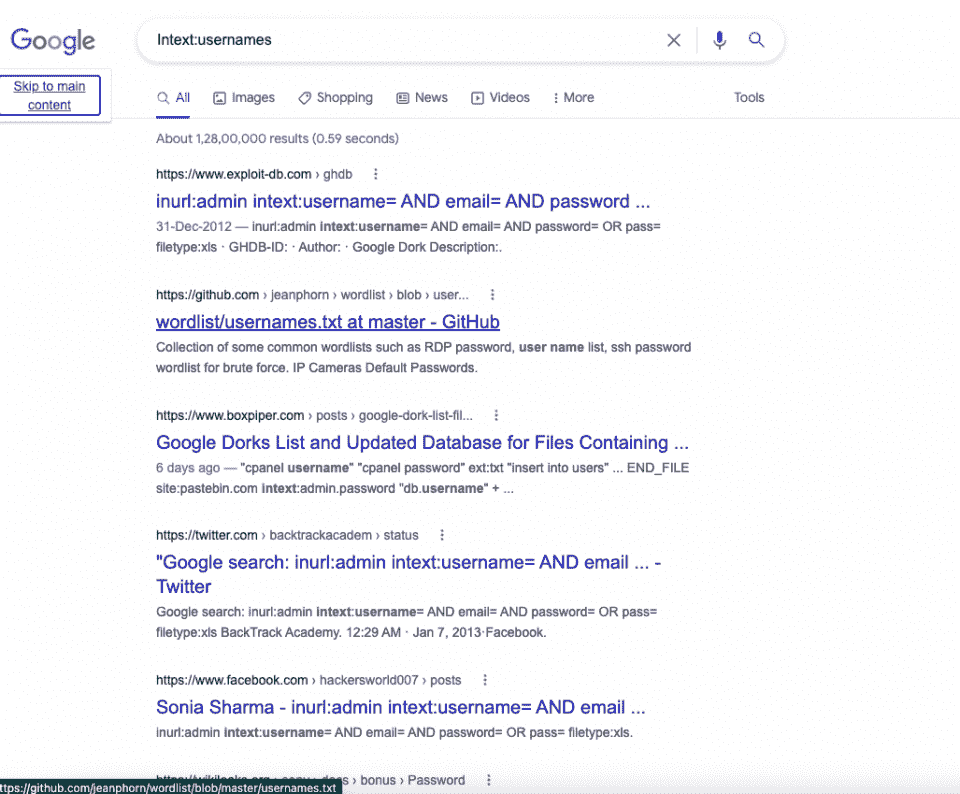 Google
Intext:usernames
Skip to main
content
All Images Shopping News Videos More Tools
About 1,28,00,000 results (0.59 seconds)
https://www.exploit-db.com › ghdb
inurl:admin intext:username= AND email= AND password ...
31-Dec-2012 — inurl:admin intext:username= AND email= AND password= OR pass=
filetype:xls · GHDB-ID: · Author: · Google Dork Description:.
https://github.com › jeanphorn › wordlist › blob › user...
wordlist/usernames.txt at master - GitHub
Collection of some common wordlists such as RDP password, user name list, ssh password
wordlist for brute force. IP Cameras Default Passwords.
https://www.boxpiper.com › posts › google-dork-list-fil...
Google Dorks List and Updated Database for Files Containing ...
6 days ago — "cpanel username" "cpanel password" ext:txt "insert into users" ... END_FILE
site:pastebin.com intext:admin.password "db.username" + ...
https://twitter.com › backtrackacadem › status
"Google search: inurl:admin intext:username= AND email ... -
Twitter
Google search: inurl:admin intext:username= AND email= AND password= OR pass=
filetype:xls BackTrack Academy. 12:29 AM · Jan 7, 2013·Facebook.
https://www.facebook.com › hackersworld007 › posts
Sonia Sharma - inurl:admin intext:username= AND email ...
inurl:admin intext:username= AND email= AND password= OR pass= filetype:xls.
› bonus › Password
ttps://github.com/jeanphorn/wordlist/blob/master/usernames.txt